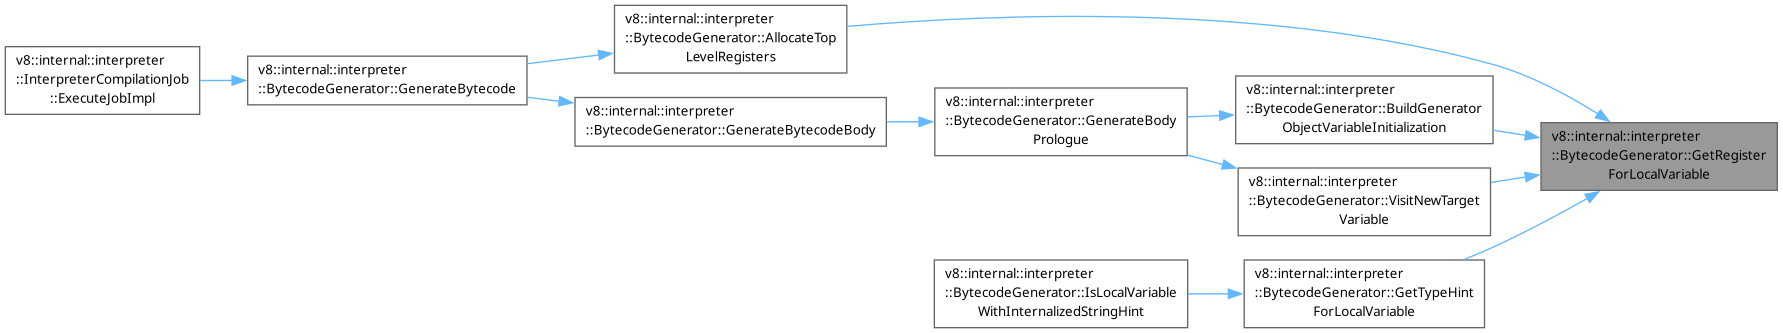 v8::internal::interpreter
::InterpreterCompilationJob
::ExecuteJobImpl
v8::internal::interpreter
::BytecodeGenerator::GenerateBytecode
v8::internal::interpreter
::BytecodeGenerator::AllocateTop
LevelRegisters
v8::internal::interpreter
::BytecodeGenerator::GenerateBytecodeBody
v8::internal::interpreter
::BytecodeGenerator::GenerateBody
Prologue
v8::internal::interpreter
::BytecodeGenerator::BuildGenerator
ObjectVariableInitialization
v8::internal::interpreter
::BytecodeGenerator::VisitNewTarget
Variable
v8::internal::interpreter
::BytecodeGenerator::IsLocalVariable
WithInternalizedStringHint
v8::internal::interpreter
::BytecodeGenerator::GetTypeHint
ForLocalVariable
v8::internal::interpreter
::BytecodeGenerator::GetRegister
ForLocalVariable